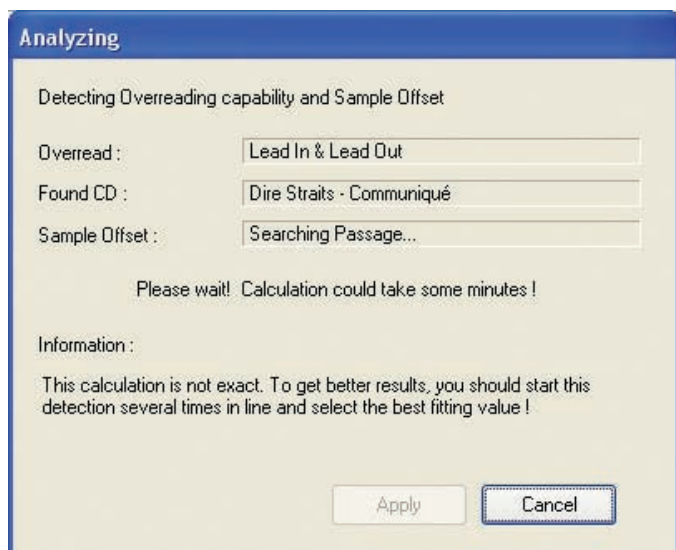 Analyzing
Detecting Overreading capability and Sample Offset
Overread : Lead In & Lead Out
Found CD : Dire Straits - Communiqué
Sample Offset : Searching Passage...
Please wait! Calculation could take some minutes !
Information :
This calculation is not exact. To get better results, you should start this
detection several times in line and select the best fitting value !
Apply Cancel